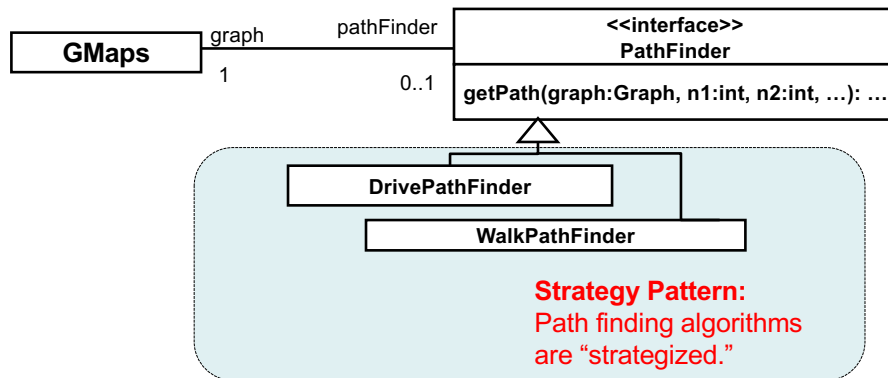 GMaps
graph
1
pathFinder
0..1
<<interface>>
PathFinder
getPath(graph:Graph, n1:int, n2:int, …): …
DrivePathFinder
WalkPathFinder
Strategy Pattern:
Path finding algorithms
are “strategized.”